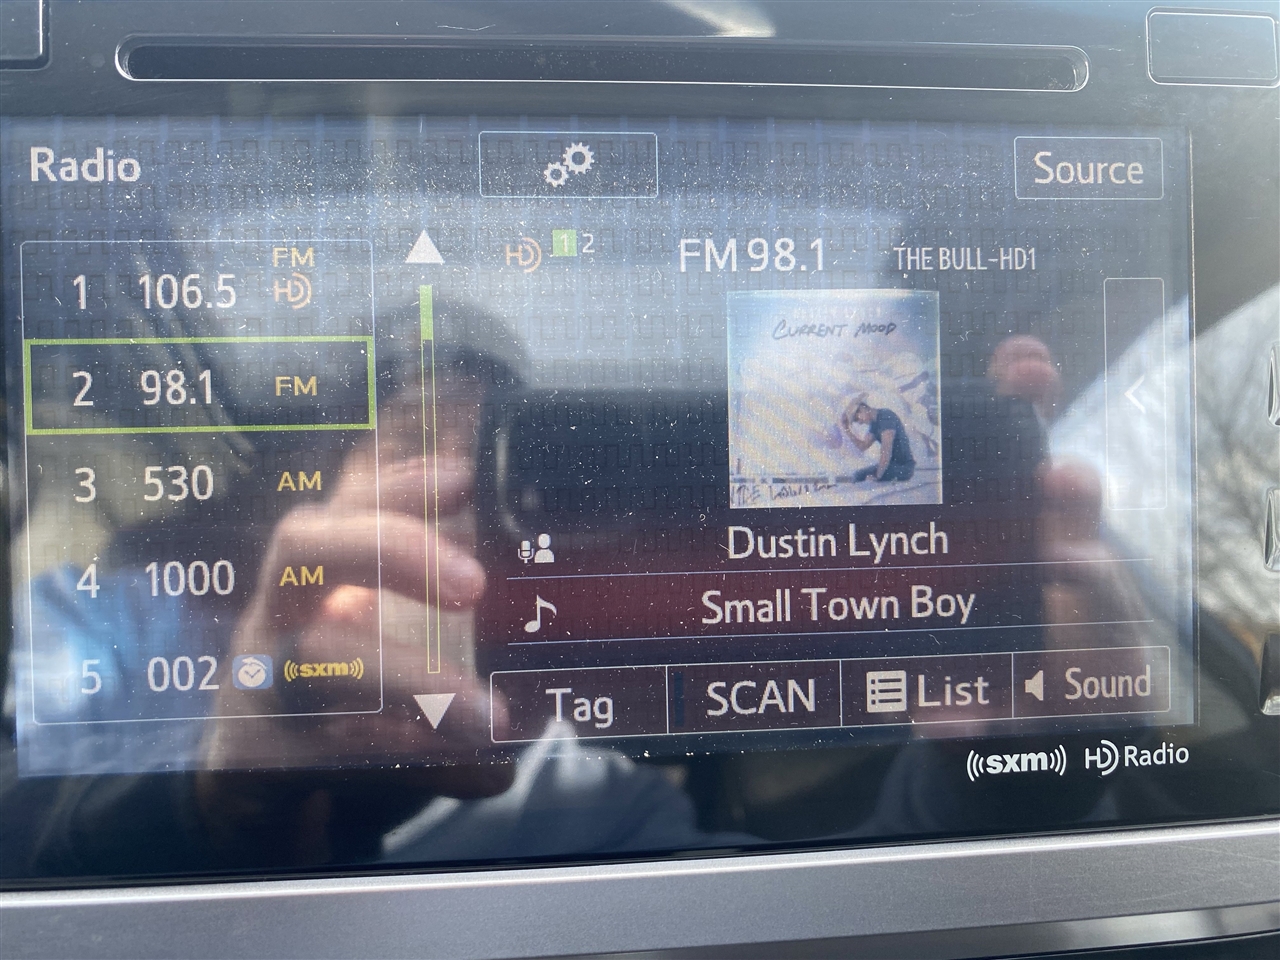 Radio
Source
1 106.5 FM HD
2 98.1 FM
3 530 AM
4 1000 AM
5 002 sxm
HD 1 2
FM 98.1 THE BULL-HD1
CURRENT MOOD
Dustin Lynch
Small Town Boy
Tag SCAN List Sound
sxm HD Radio